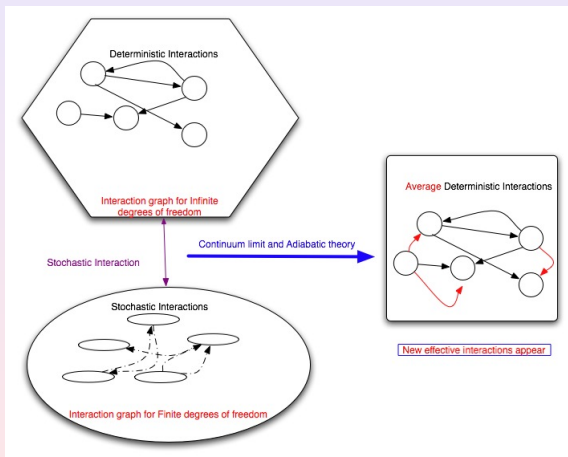 Deterministic Interactions
Interaction graph for Infinite
degrees of freedom
Stochastic Interaction
Continuum limit and Adiabatic theory
Average Deterministic Interactions
New effective interactions appear
Stochastic Interactions
Interaction graph for Finite degrees of freedom